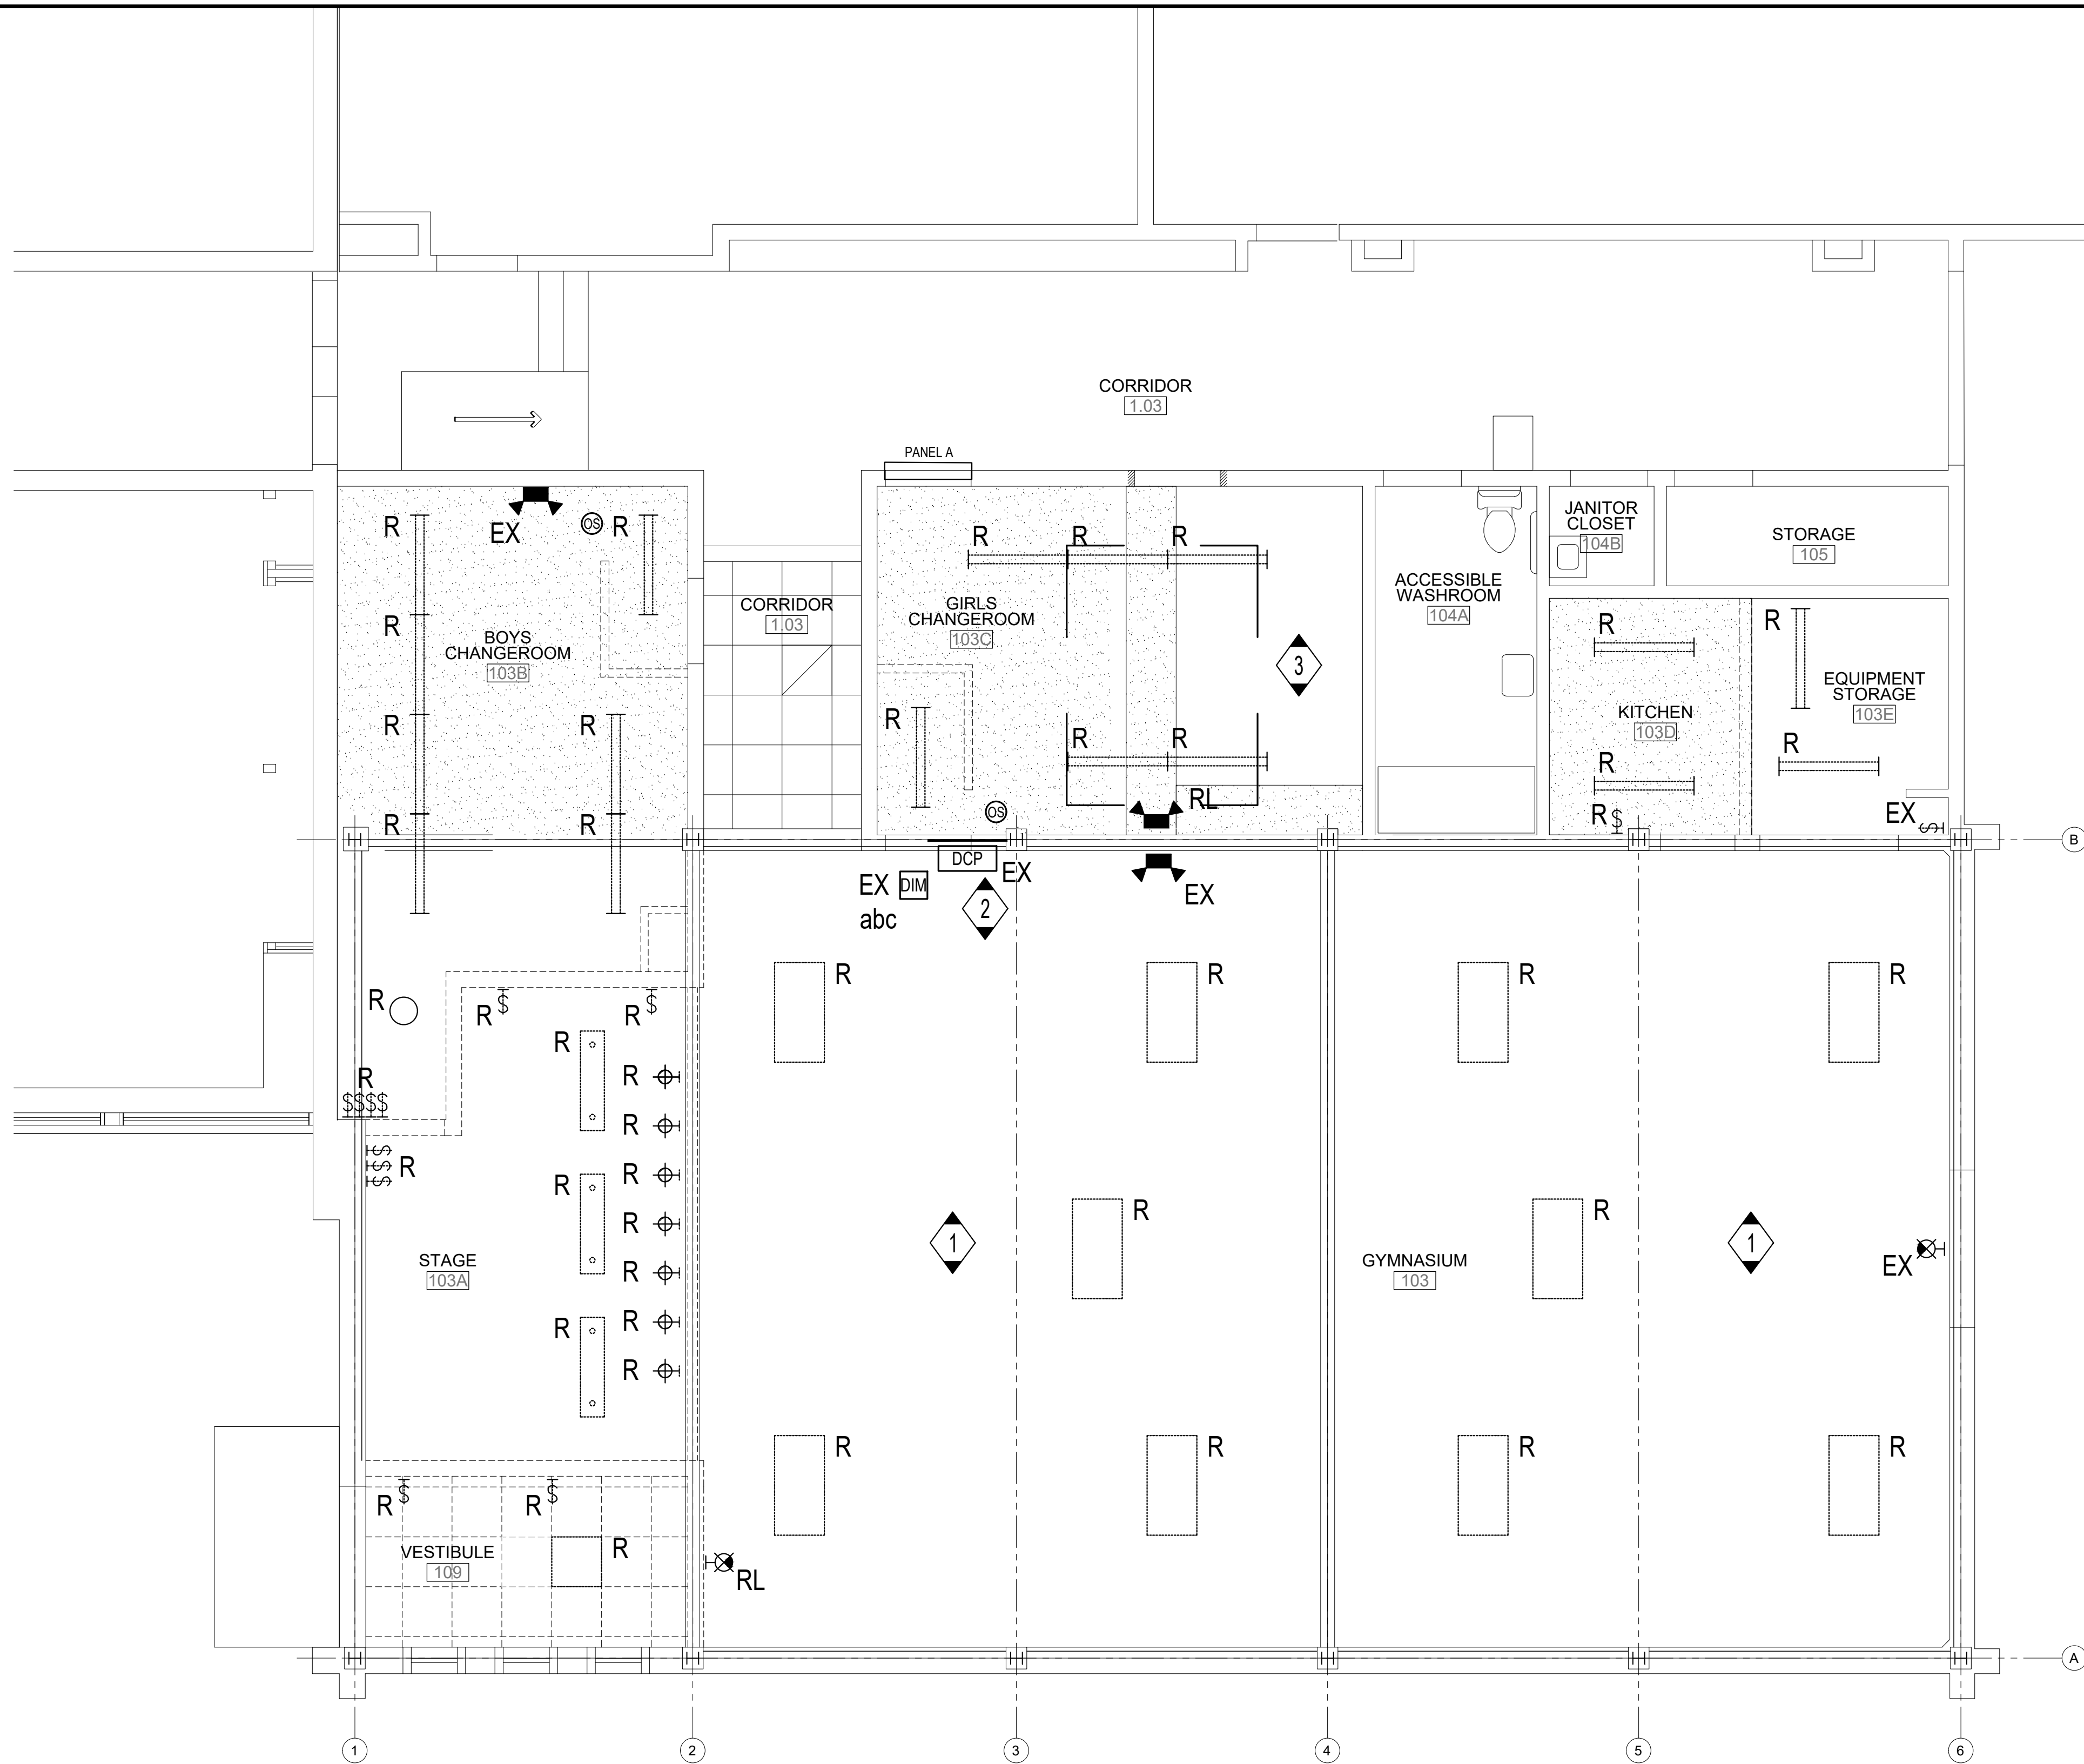 CORRIDOR
1.03
PANEL A
R
EX
OS
R
R
R
R
JANITOR
CLOSET
104B
STORAGE
105
ACCESSIBLE
WASHROOM
104A
CORRIDOR
1.03
GIRLS
CHANGEROOM
103C
R
BOYS
CHANGEROOM
103B
R
R
3
EQUIPMENT
STORAGE
103E
KITCHEN
103D
R
R
R
R
R
R
R
R
RL
OS
R
R
R $
EX
$
B
DCP
EX
EX
DIM
abc
2
EX
R
R
R
R
R
R $
R $
R
R
R
$$$$
R
R
$
$
$
R
R
R
R
R
R
R
1
1
STAGE
103A
GYMNASIUM
103
EX
R
R
R
R
R
R
R
R
R $
R $
VESTIBULE
109
R
RL
A
1
2
3
4
5
6